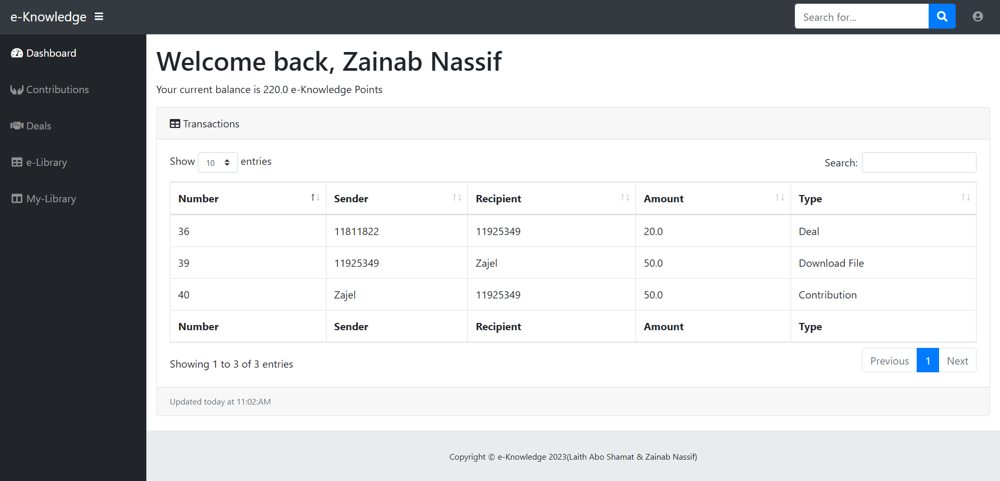 e-Knowledge
Search for...
Dashboard
Contributions
Deals
e-Library
My-Library
Welcome back, Zainab Nassif
Your current balance is 220.0 e-Knowledge Points
Transactions
Show 10 entries
Search:
Number Sender Recipient Amount Type
36 11811822 11925349 20.0 Deal
39 11925349 Zajel 50.0 Download File
40 Zajel 11925349 50.0 Contribution
Number Sender Recipient Amount Type
Showing 1 to 3 of 3 entries
Previous 1 Next
Updated today at 11:02:AM
Copyright © e-Knowledge 2023(Laith Abo Shamat & Zainab Nassif)